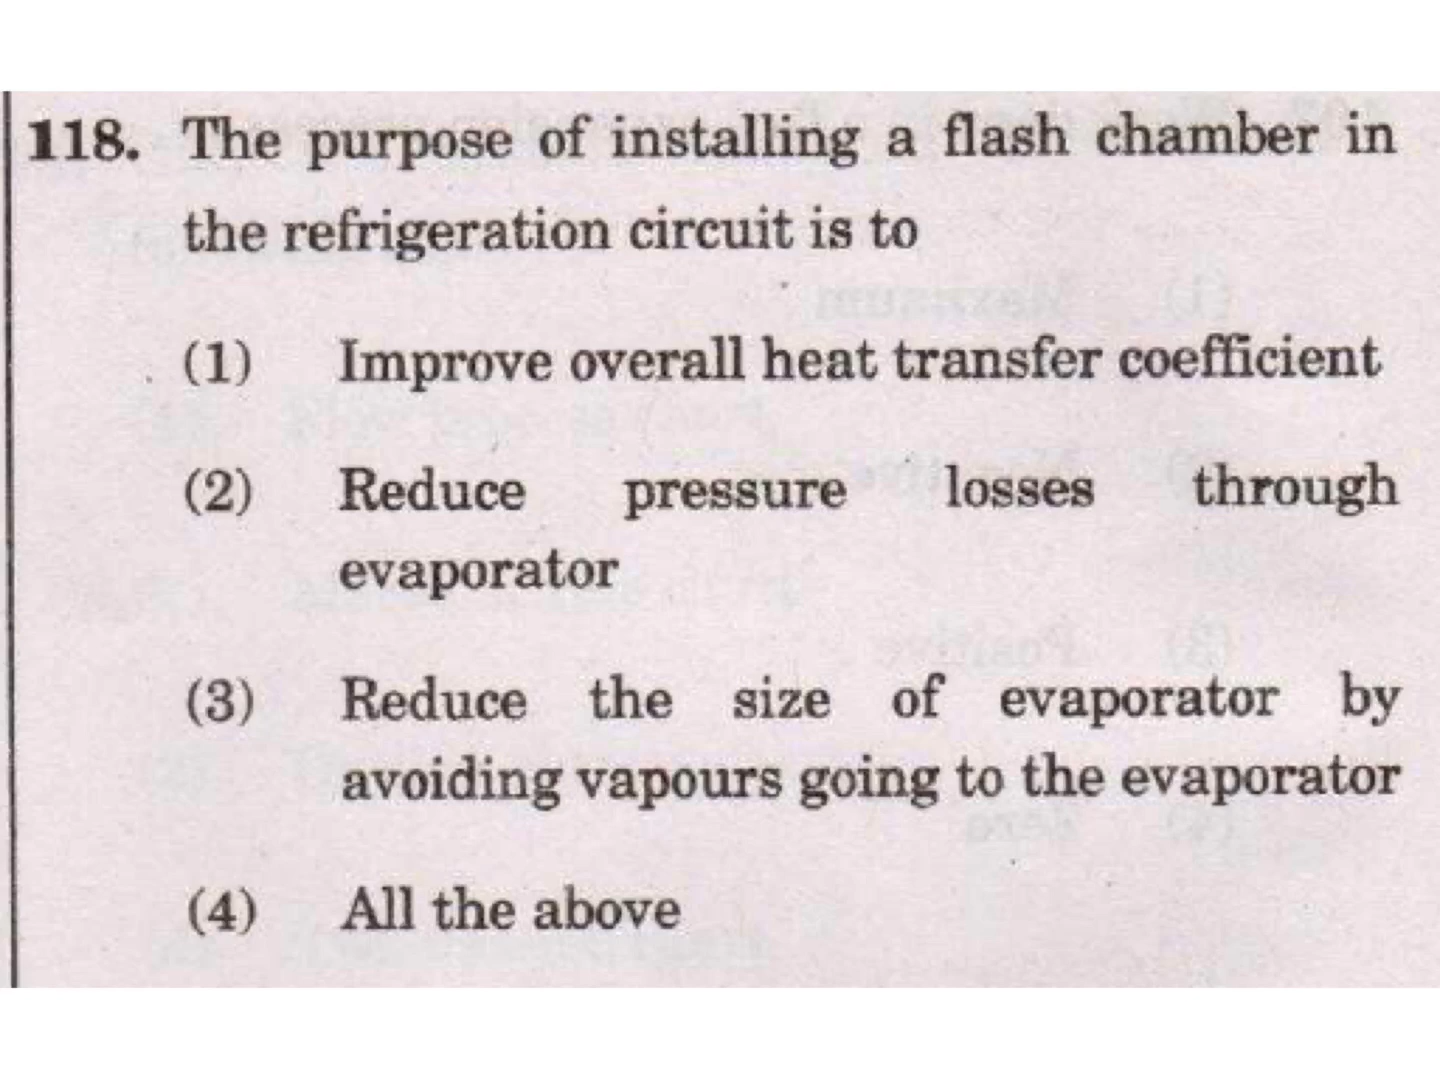 118. The purpose of installing a flash chamber in
the refrigeration circuit is to
(1) Improve overall heat transfer coefficient
(2) Reduce pressure losses through
evaporator
(3) Reduce the size of evaporator by
avoiding vapours going to the evaporator
(4) All the above